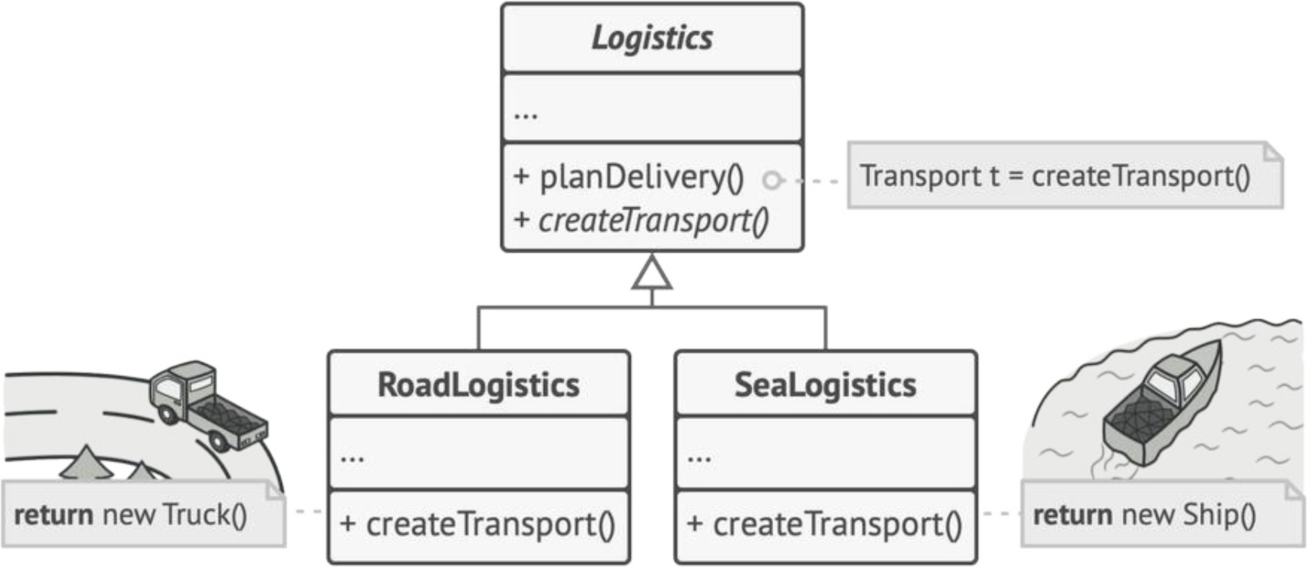 Logistics
...
+ planDelivery()
+ createTransport()
Transport t = createTransport()
RoadLogistics
...
+ createTransport()
return new Truck()
SeaLogistics
...
+ createTransport()
return new Ship()